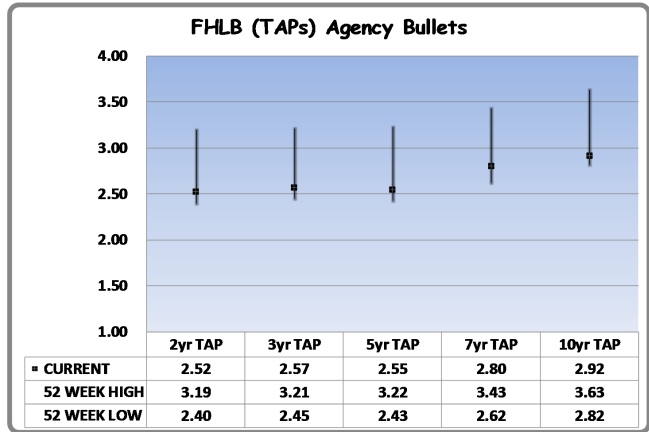 FHLB (TAPs) Agency Bullets
4.00
3.50
3.00
2.50
2.00
1.50
1.00
2yr TAP 3yr TAP 5yr TAP 7yr TAP 10yr TAP
CURRENT 2.52 2.57 2.55 2.80 2.92
52 WEEK HIGH 3.19 3.21 3.22 3.43 3.63
52 WEEK LOW 2.40 2.45 2.43 2.62 2.82